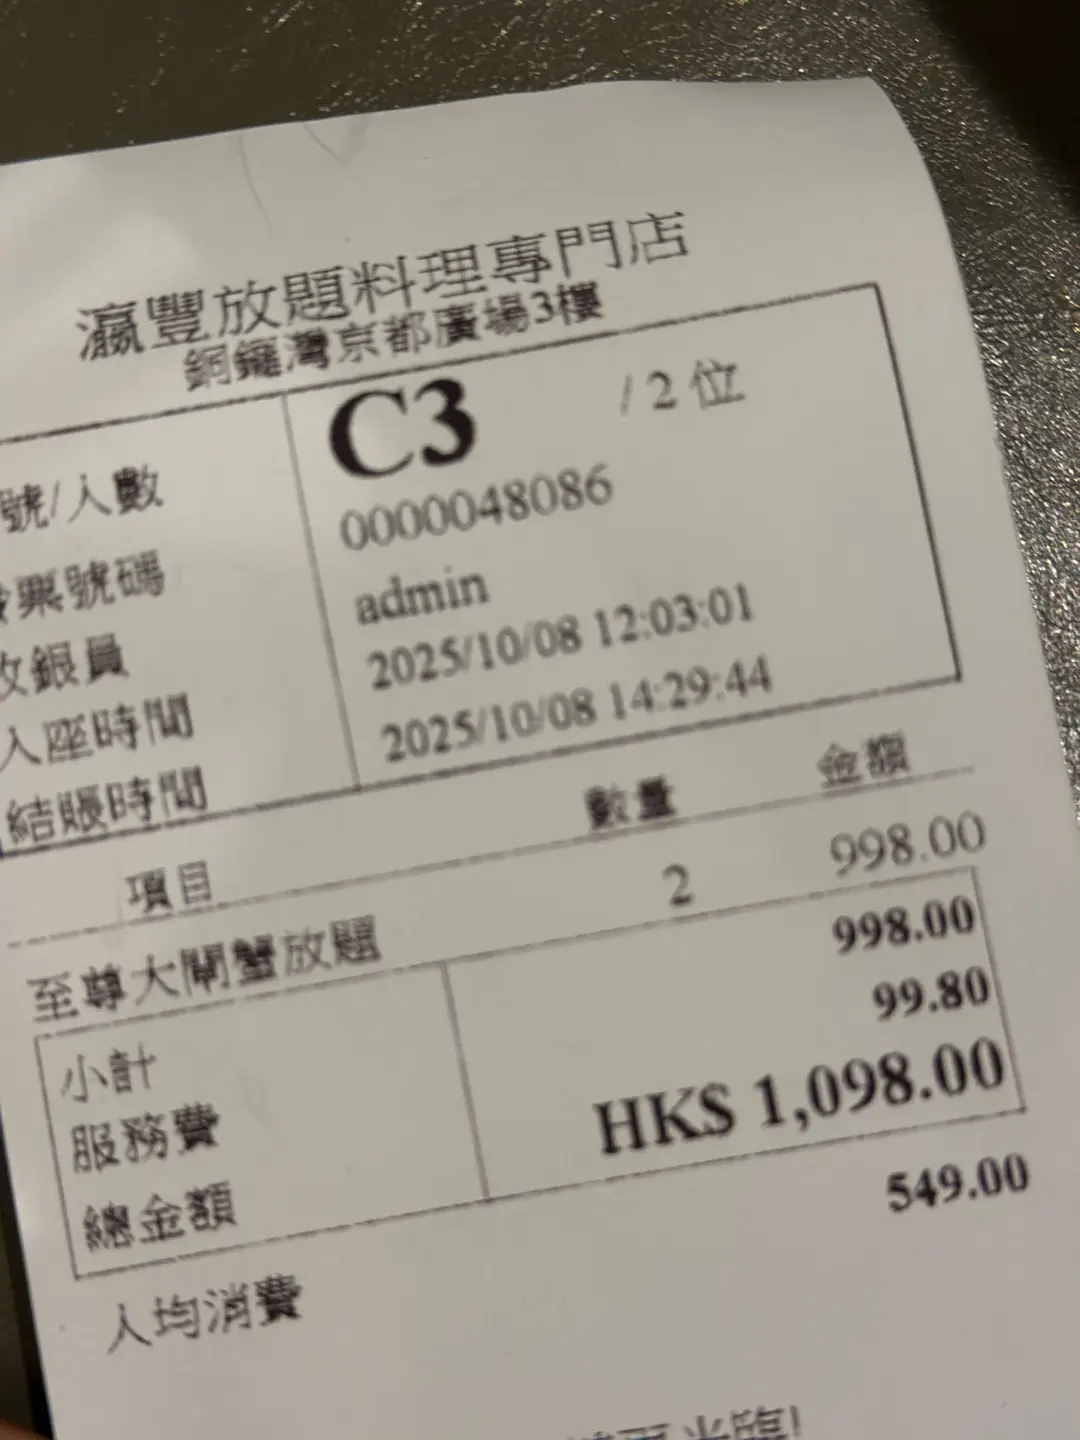 瀛豐放題料理專門店
銅鑼灣京都廣場3樓
號/人數 C3 / 2 位
票號碼 0000048086
收銀員 admin
入座時間 2025/10/08 12:03:01
結賬時間 2025/10/08 14:29:44
項目 數量 金額
至尊大閘蟹放題 2 998.00
小計 998.00
服務費 99.80
總金額 HK$ 1,098.00
人均消費 549.00
光臨!